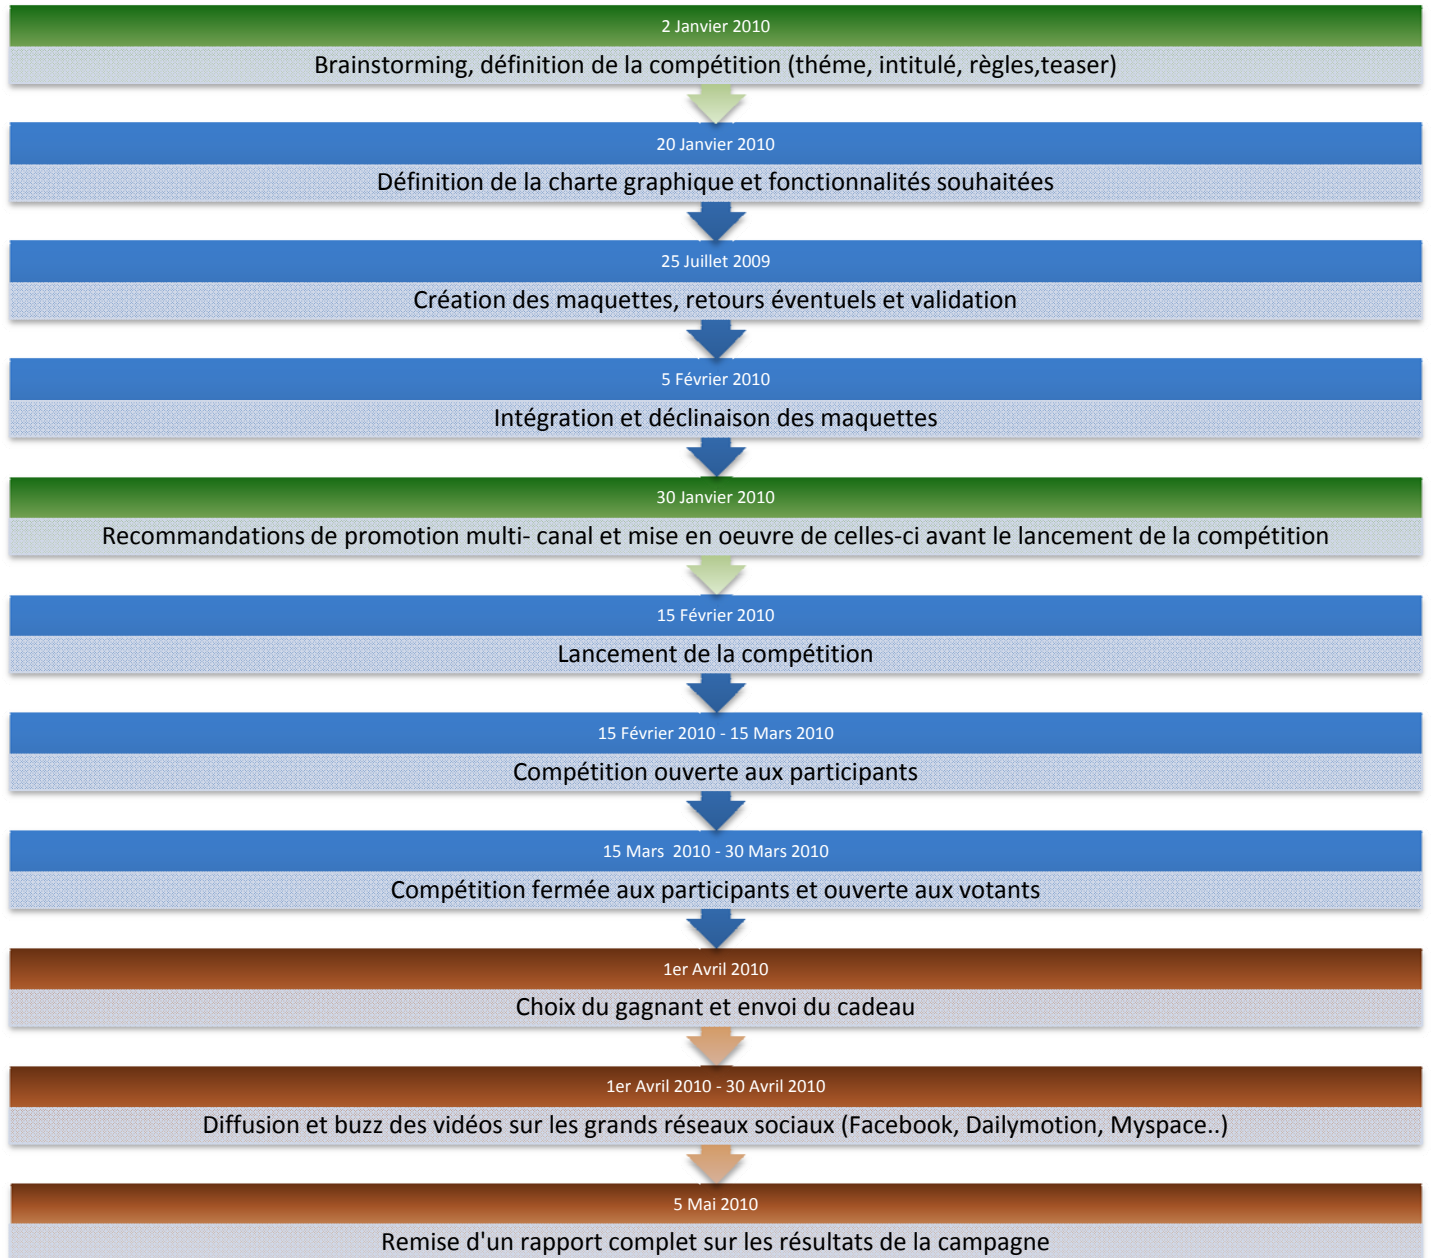 2 Janvier 2010
Brainstorming, définition de la compétition (théme, intitulé, règles,teaser)
20 Janvier 2010
Définition de la charte graphique et fonctionnalités souhaitées
25 Juillet 2009
Création des maquettes, retours éventuels et validation
5 Février 2010
Intégration et déclinaison des maquettes
30 Janvier 2010
Recommandations de promotion multi- canal et mise en oeuvre de celles-ci avant le lancement de la compétition
15 Février 2010
Lancement de la compétition
15 Février 2010 - 15 Mars 2010
Compétition ouverte aux participants
15 Mars  2010 - 30 Mars 2010
Compétition fermée aux participants et ouverte aux votants
1er Avril 2010
Choix du gagnant et envoi du cadeau
1er Avril 2010 - 30 Avril 2010
Diffusion et buzz des vidéos sur les grands réseaux sociaux (Facebook, Dailymotion, Myspace..)
5 Mai 2010
Remise d'un rapport complet sur les résultats de la campagne